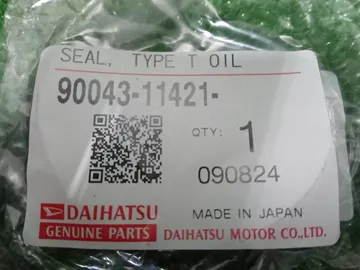 SEAL, TYPE T OIL
90043-11421-
QTY: 1
090824
DAIHATSU MADE IN JAPAN
GENUINE PARTS DAIHATSU MOTOR CO.,LTD.